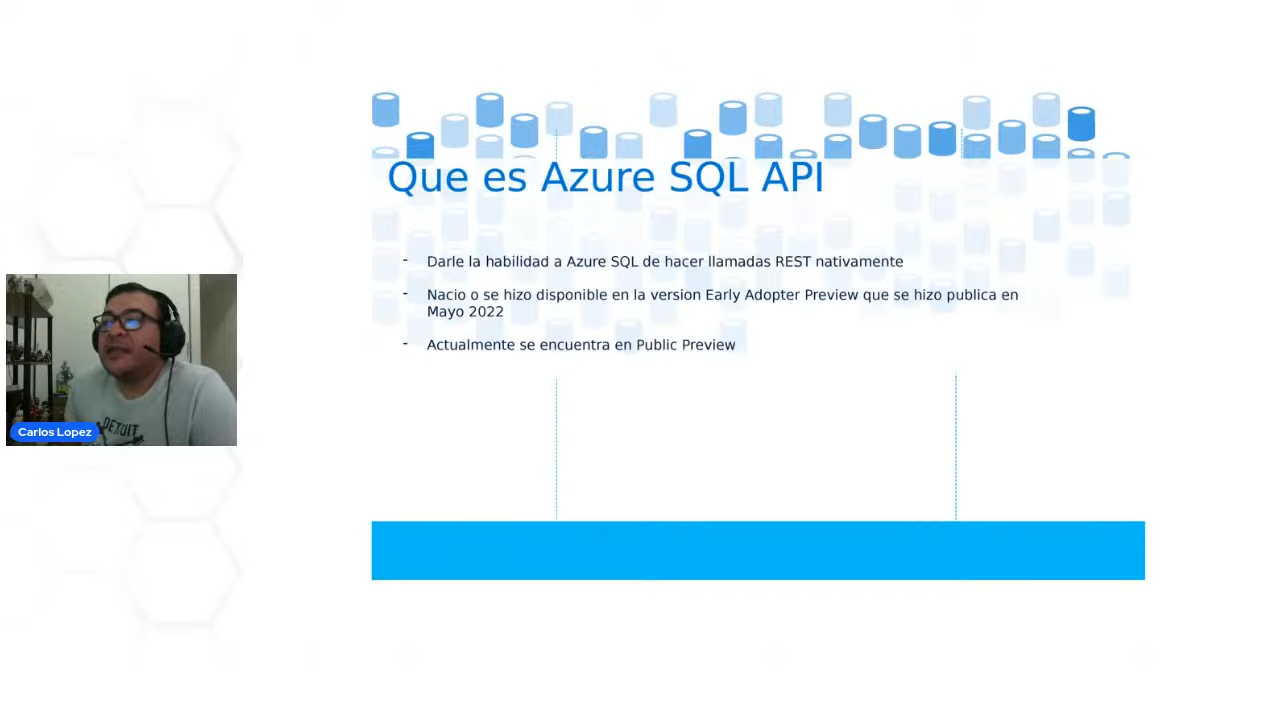 Que es Azure SQL API
- Darle la habilidad a Azure SQL de hacer llamadas REST nativamente
- Nacio o se hizo disponible en la version Early Adopter Preview que se hizo publica en
Mayo 2022
- Actualmente se encuentra en Public Preview
DETROIT
Carlos Lopez